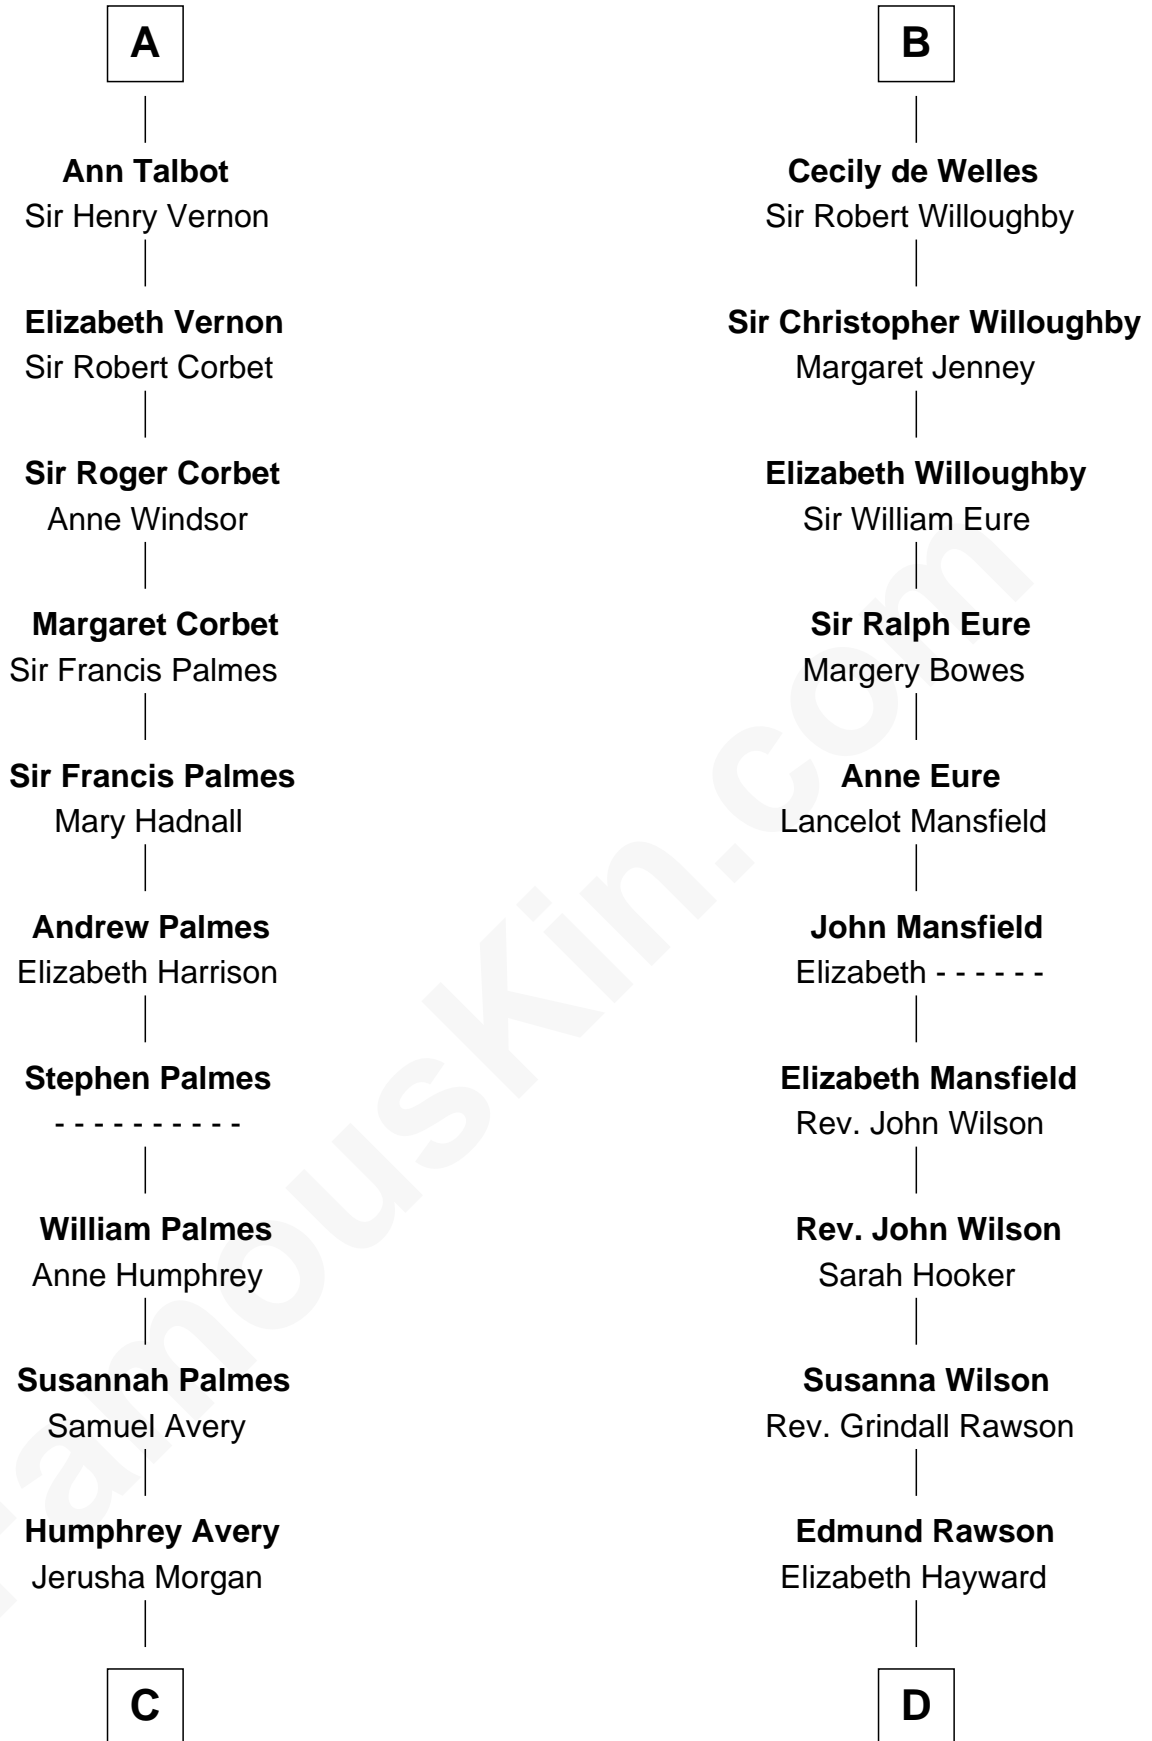 A
Ann Talbot
Sir Henry Vernon
Elizabeth Vernon
Sir Robert Corbet
Sir Roger Corbet
Anne Windsor
Margaret Corbet
Sir Francis Palmes
Sir Francis Palmes
Mary Hadnall
Andrew Palmes
Elizabeth Harrison
Stephen Palmes
- - - - - - - - - -
William Palmes
Anne Humphrey
Susannah Palmes
Samuel Avery
Humphrey Avery
Jerusha Morgan
C
B
Cecily de Welles
Sir Robert Willoughby
Sir Christopher Willoughby
Margaret Jenney
Elizabeth Willoughby
Sir William Eure
Sir Ralph Eure
Margery Bowes
Anne Eure
Lancelot Mansfield
John Mansfield
Elizabeth - - - - - -
Elizabeth Mansfield
Rev. John Wilson
Rev. John Wilson
Sarah Hooker
Susanna Wilson
Rev. Grindall Rawson
Edmund Rawson
Elizabeth Hayward
D
FamousKin.com